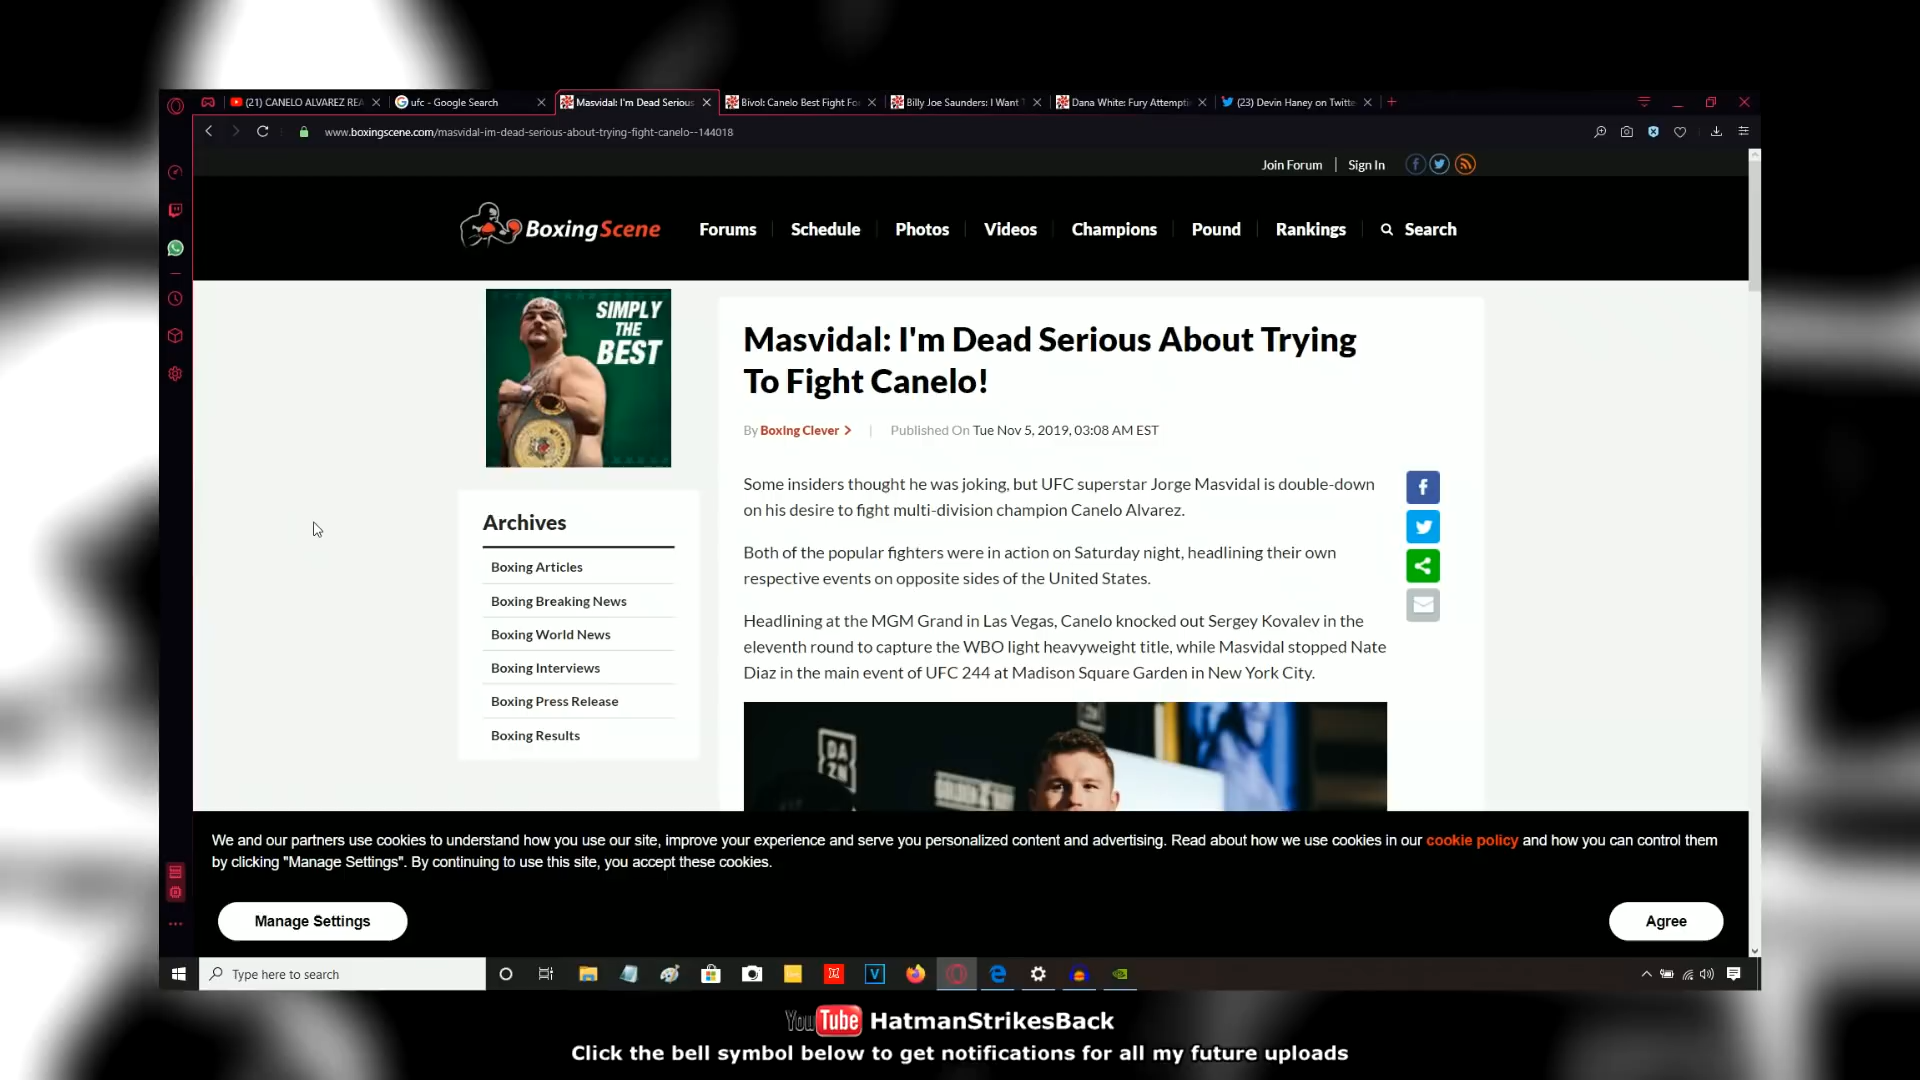 (21) CANELO ALVAREZ REA
ufc - Google Search
Masvidal: I'm Dead Serious
Bivol: Canelo Best Fight Fo
Billy Joe Saunders: I Want
Dana White: Fury Attempti
(23) Devin Haney on Twitte
www.boxingscene.com/masvidal-im-dead-serious-about-trying-fight-canelo--144018
Join Forum | Sign In
BoxingScene
Forums
Schedule
Photos
Videos
Champions
Pound
Rankings
Search
SIMPLY
THE
BEST
Masvidal: I'm Dead Serious About Trying
To Fight Canelo!
By Boxing Clever > | Published On Tue Nov 5, 2019, 03:08 AM EST
Some insiders thought he was joking, but UFC superstar Jorge Masvidal is double-down
on his desire to fight multi-division champion Canelo Alvarez.
Both of the popular fighters were in action on Saturday night, headlining their own
respective events on opposite sides of the United States.
Headlining at the MGM Grand in Las Vegas, Canelo knocked out Sergey Kovalev in the
eleventh round to capture the WBO light heavyweight title, while Masvidal stopped Nate
Diaz in the main event of UFC 244 at Madison Square Garden in New York City.
Archives
Boxing Articles
Boxing Breaking News
Boxing World News
Boxing Interviews
Boxing Press Release
Boxing Results
DA
ZN
We and our partners use cookies to understand how you use our site, improve your experience and serve you personalized content and advertising. Read about how we use cookies in our cookie policy and how you can control them
by clicking "Manage Settings". By continuing to use this site, you accept these cookies.
Manage Settings
Agree
Type here to search
YouTube HatmanStrikesBack
Click the bell symbol below to get notifications for all my future uploads